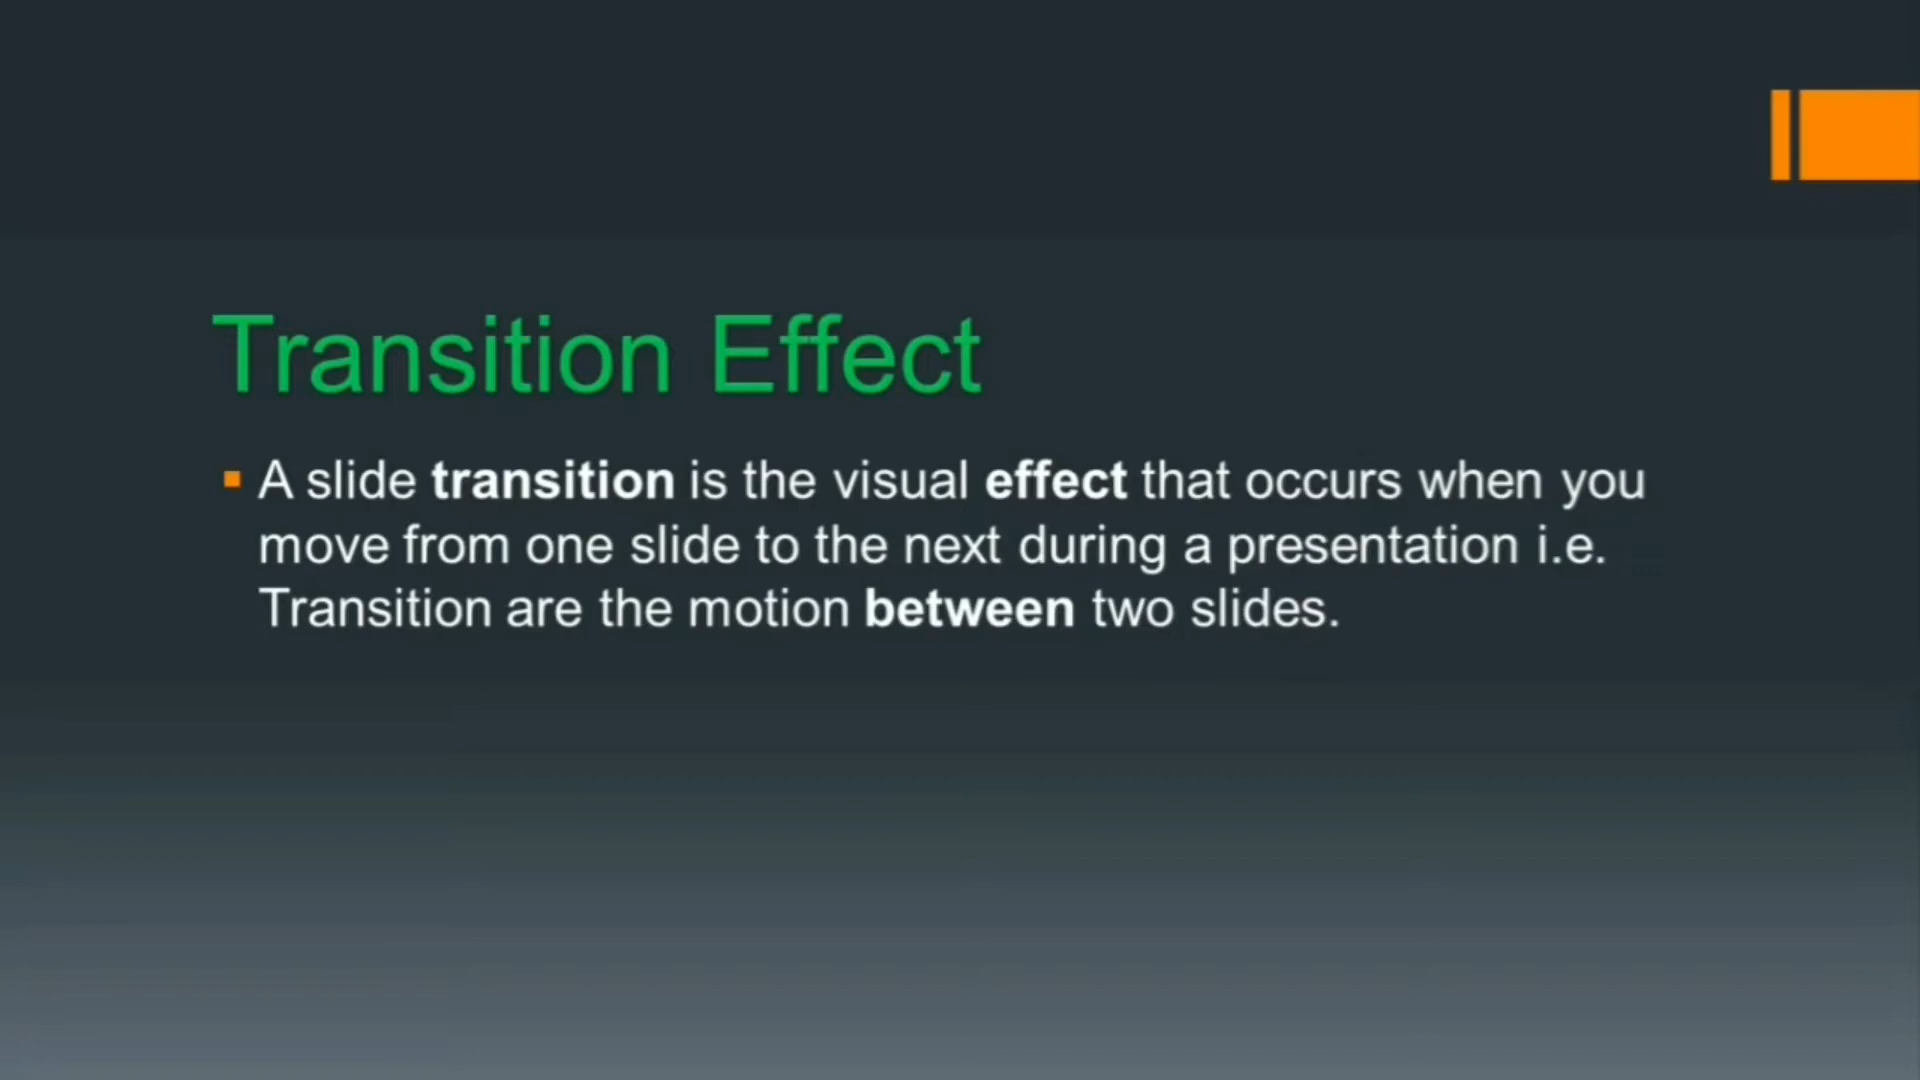 Transition Effect
A slide transition is the visual effect that occurs when you
move from one slide to the next during a presentation i.e.
Transition are the motion between two slides.